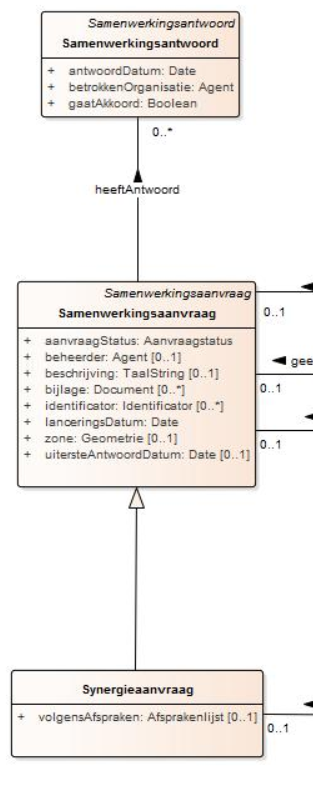 Samenwerkingsantwoord
Samenwerkingsantwoord
+ antwoordDatum: Date
+ betrokkenOrganisatie: Agent
+ gaatAkkoord: Boolean
0..*
heeftAntwoord
Samenwerkingsaanvraag
Samenwerkingsaanvraag
+ aanvraagStatus: Aanvraagstatus
+ beheerder: Agent [0..1]
+ beschrijving: TaalString [0..1]
+ bijlage: Document [0..*]
+ identificator: Identificator [0..*]
+ lanceringsDatum: Date
+ zone: Geometrie [0..1]
+ uitersteAntwoordDatum: Date [0..1]
0..1
gee
0..1
0..1
Synergieaanvraag
+ volgensAfspraken: Afsprakenlijst [0..1]
0..1